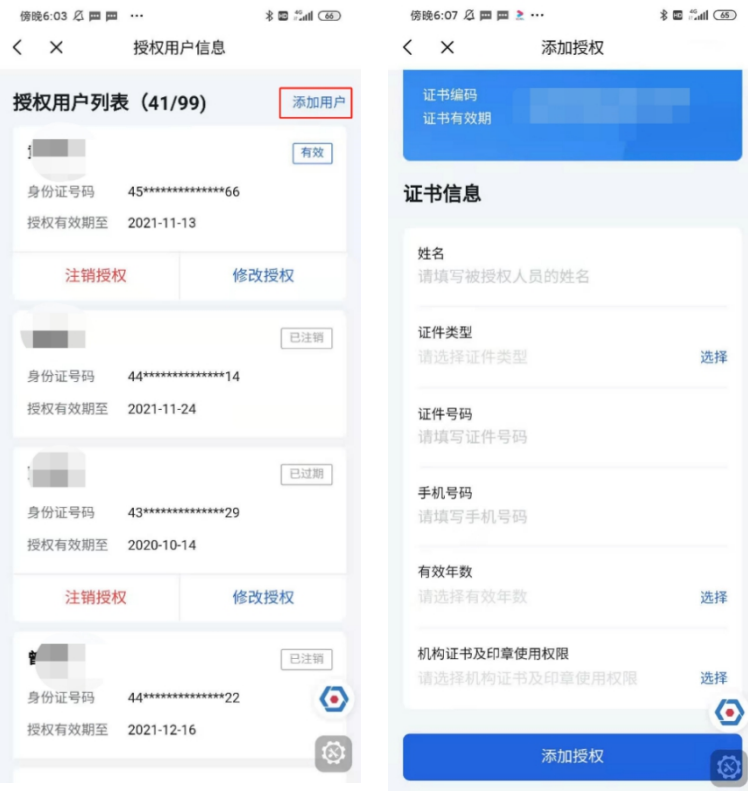 傍晚6:03
66
授权用户信息
授权用户列表（41/99)
添加用户
有效
身份证号码 45**************66
授权有效期至 2021-11-13
注销授权
修改授权
已注销
身份证号码 44**************14
授权有效期至 2021-11-24
已过期
身份证号码 43**************29
授权有效期至 2020-10-14
注销授权
修改授权
曾
已注销
身份证号码 44**************22
授权有效期至 2021-12-16
傍晚6:07
65
添加授权
证书编码
证书有效期
证书信息
姓名
请填写被授权人员的姓名
证件类型
请选择证件类型
选择
证件号码
请填写证件号码
手机号码
请填写手机号码
有效年数
请选择有效年数
选择
机构证书及印章使用权限
请选择机构证书及印章使用权限
选择
添加授权